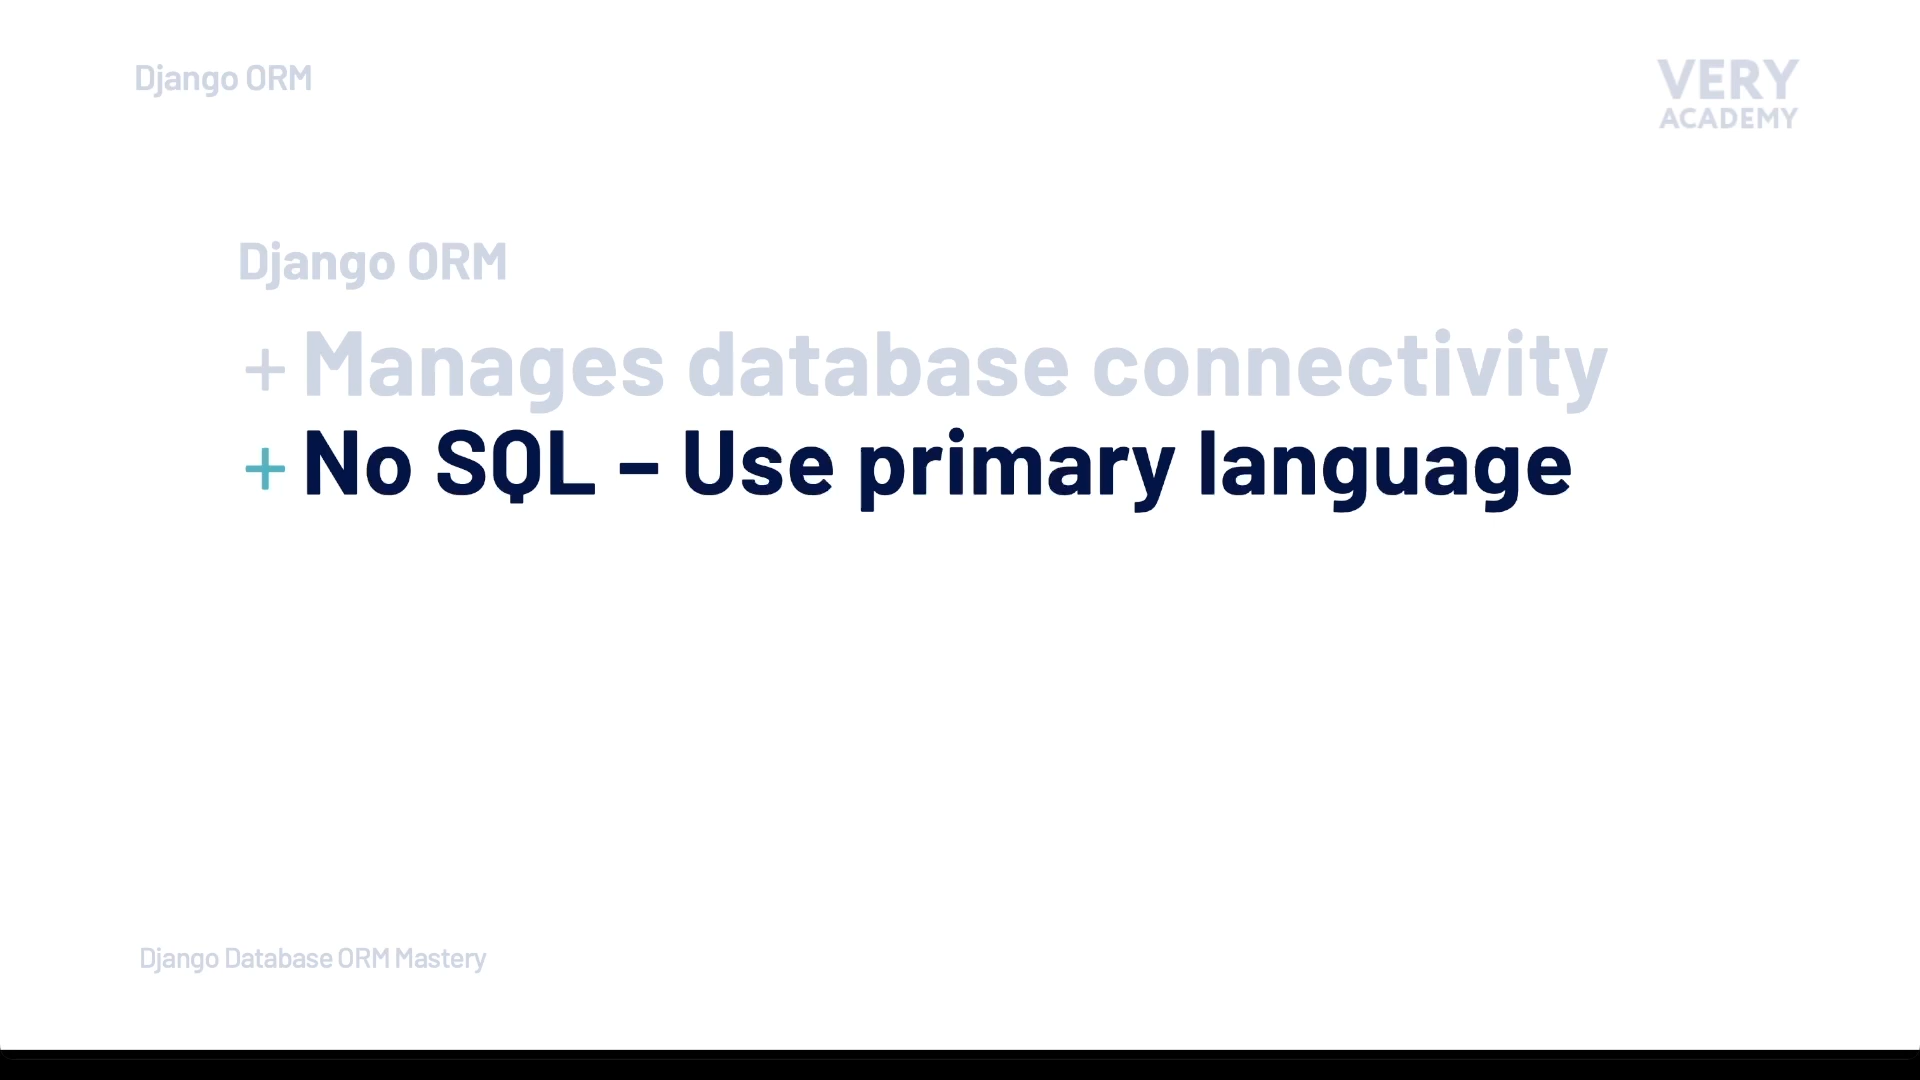 Django ORM
VERY
ACADEMY
Django ORM
+ Manages database connectivity
+ No SQL – Use primary language
Django Database ORM Mastery